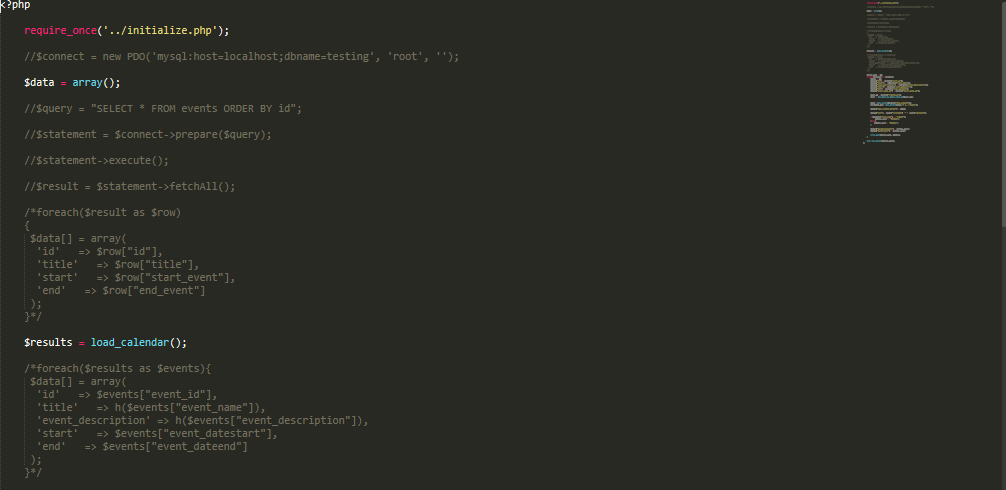 <?php
require_once('../initialize.php');
//$connect = new PDO('mysql:host=localhost;dbname=testing', 'root', '');
$data = array();
//$query = "SELECT * FROM events ORDER BY id";
//$statement = $connect->prepare($query);
//$statement->execute();
//$result = $statement->fetchAll();
/*foreach($result as $row)
{
$data[] = array(
'id'   => $row["id"],
'title'   => $row["title"],
'start'   => $row["start_event"],
'end'   => $row["end_event"]
);
}*/
$results = load_calendar();
/*foreach($results as $events){
$data[] = array(
'id'   => $events["event_id"],
'title'   => h($events["event_name"]),
'event_description' => h($events["event_description"]),
'start'   => $events["event_datestart"],
'end'   => $events["event_dateend"]
);
}*/